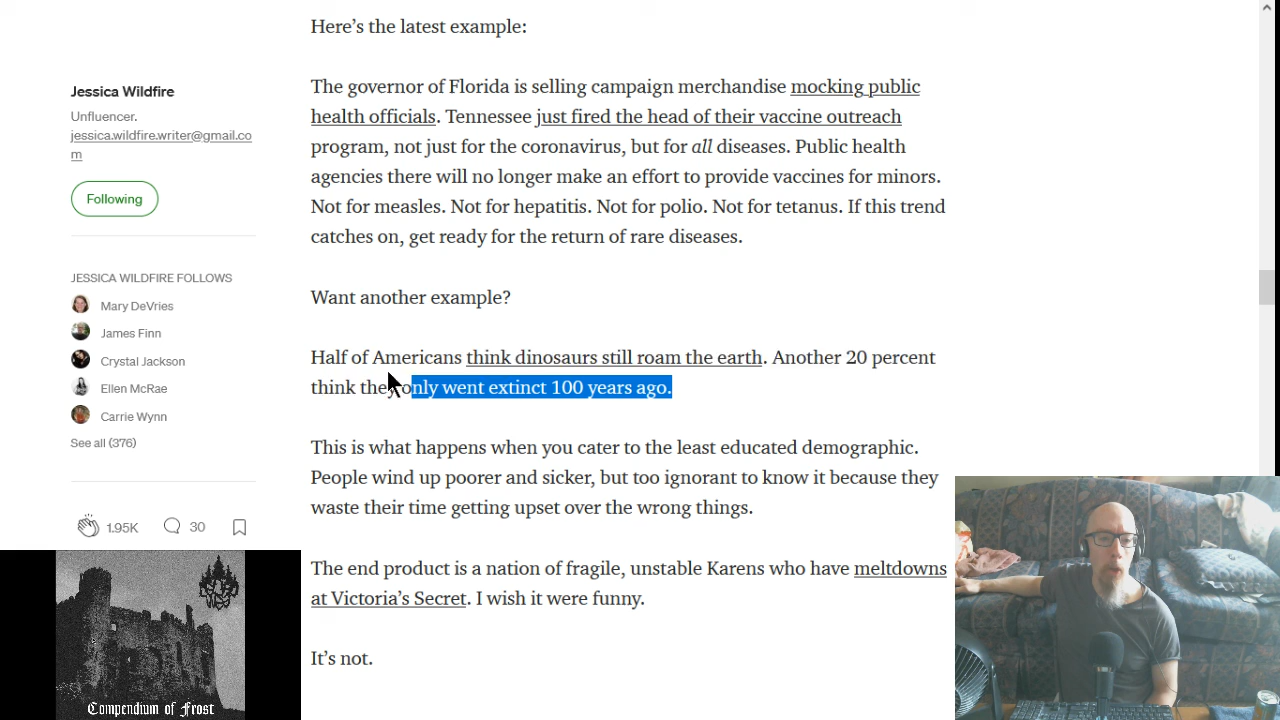 Here's the latest example:
Jessica Wildfire
Unfluencer.
jessica.wildfire.writer@gmail.co
m
Following
JESSICA WILDFIRE FOLLOWS
Mary DeVries
James Finn
Crystal Jackson
Ellen McRae
Carrie Wynn
See all (376)
1.95K
30
The governor of Florida is selling campaign merchandise mocking public
health officials. Tennessee just fired the head of their vaccine outreach
program, not just for the coronavirus, but for all diseases. Public health
agencies there will no longer make an effort to provide vaccines for minors.
Not for measles. Not for hepatitis. Not for polio. Not for tetanus. If this trend
catches on, get ready for the return of rare diseases.
Want another example?
Half of Americans think dinosaurs still roam the earth. Another 20 percent
think they only went extinct 100 years ago.
This is what happens when you cater to the least educated demographic.
People wind up poorer and sicker, but too ignorant to know it because they
waste their time getting upset over the wrong things.
The end product is a nation of fragile, unstable Karens who have meltdowns
at Victoria's Secret. I wish it were funny.
It's not.
Compendium of Frost